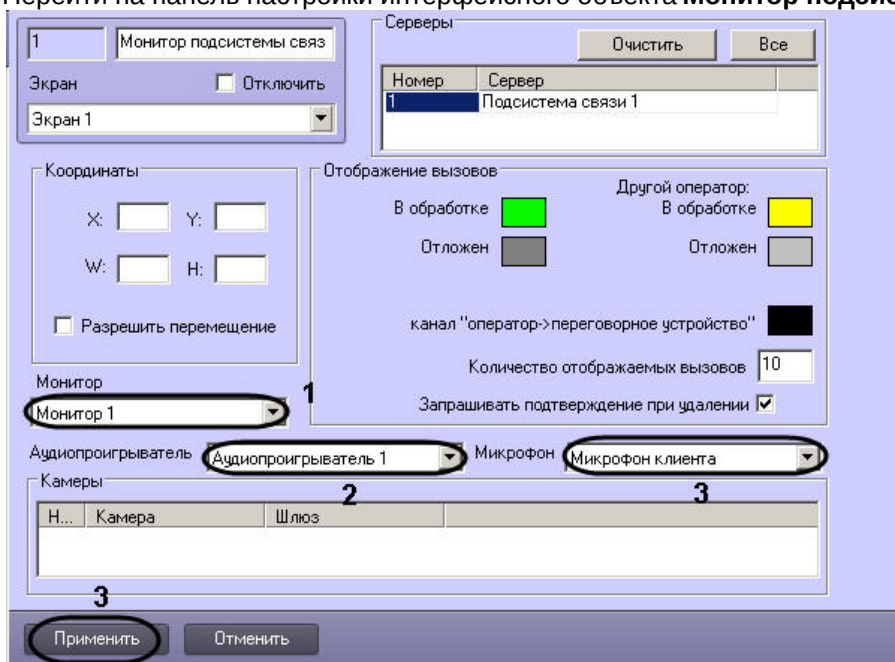 Перейти на панель настройки интерфейсного объекта Монитор подсис
1
Монитор подсистемы связ
Экран
Отключить
Экран 1
Серверы
Очистить
Все
Номер Сервер
1 Подсистема связи 1
Координаты
X: Y:
W: H:
Разрешить перемещение
Отображение вызовов
Другой оператор:
В обработке В обработке
Отложен Отложен
канал "оператор->переговорное устройство"
Количество отображаемых вызовов 10
Запрашивать подтверждение при удалении
Монитор
1
Монитор 1
Аудиопроигрыватель Аудиопроигрыватель 1 Микрофон Микрофон клиента
2 3
Камеры
Н... Камера Шлюз
3
Применить Отменить